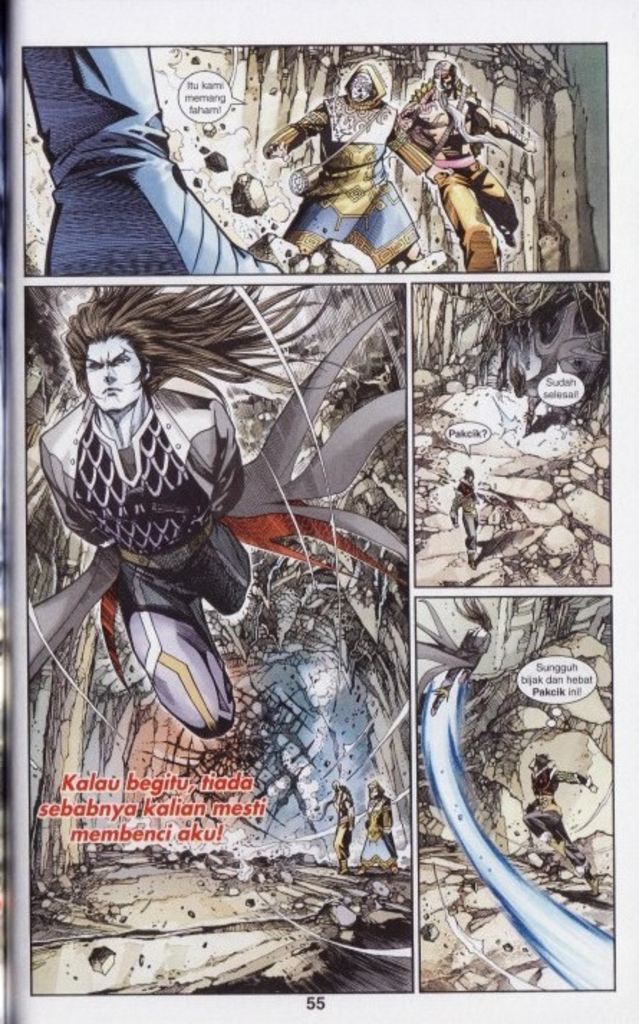 Itu kami
memang
faham!
Kalau begitu, tiada
sebabnya kalian mesti
membenci aku!
Sudah
selesai!
Pakcik?
Sungguh
bijak dan hebat
Pakcik ini!
55